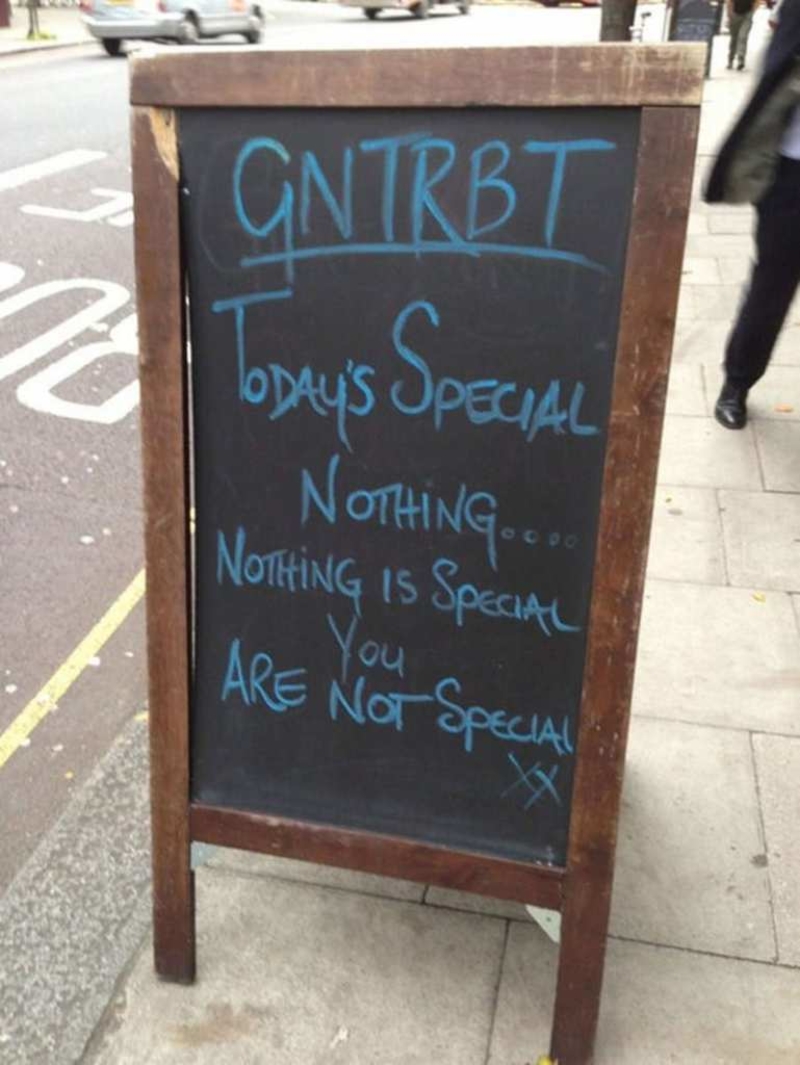 GNTRBT
TODAY'S SPECIAL
NOTHING....
NOTHING IS SPECIAL
YOU
ARE NOT SPECIAL
XX